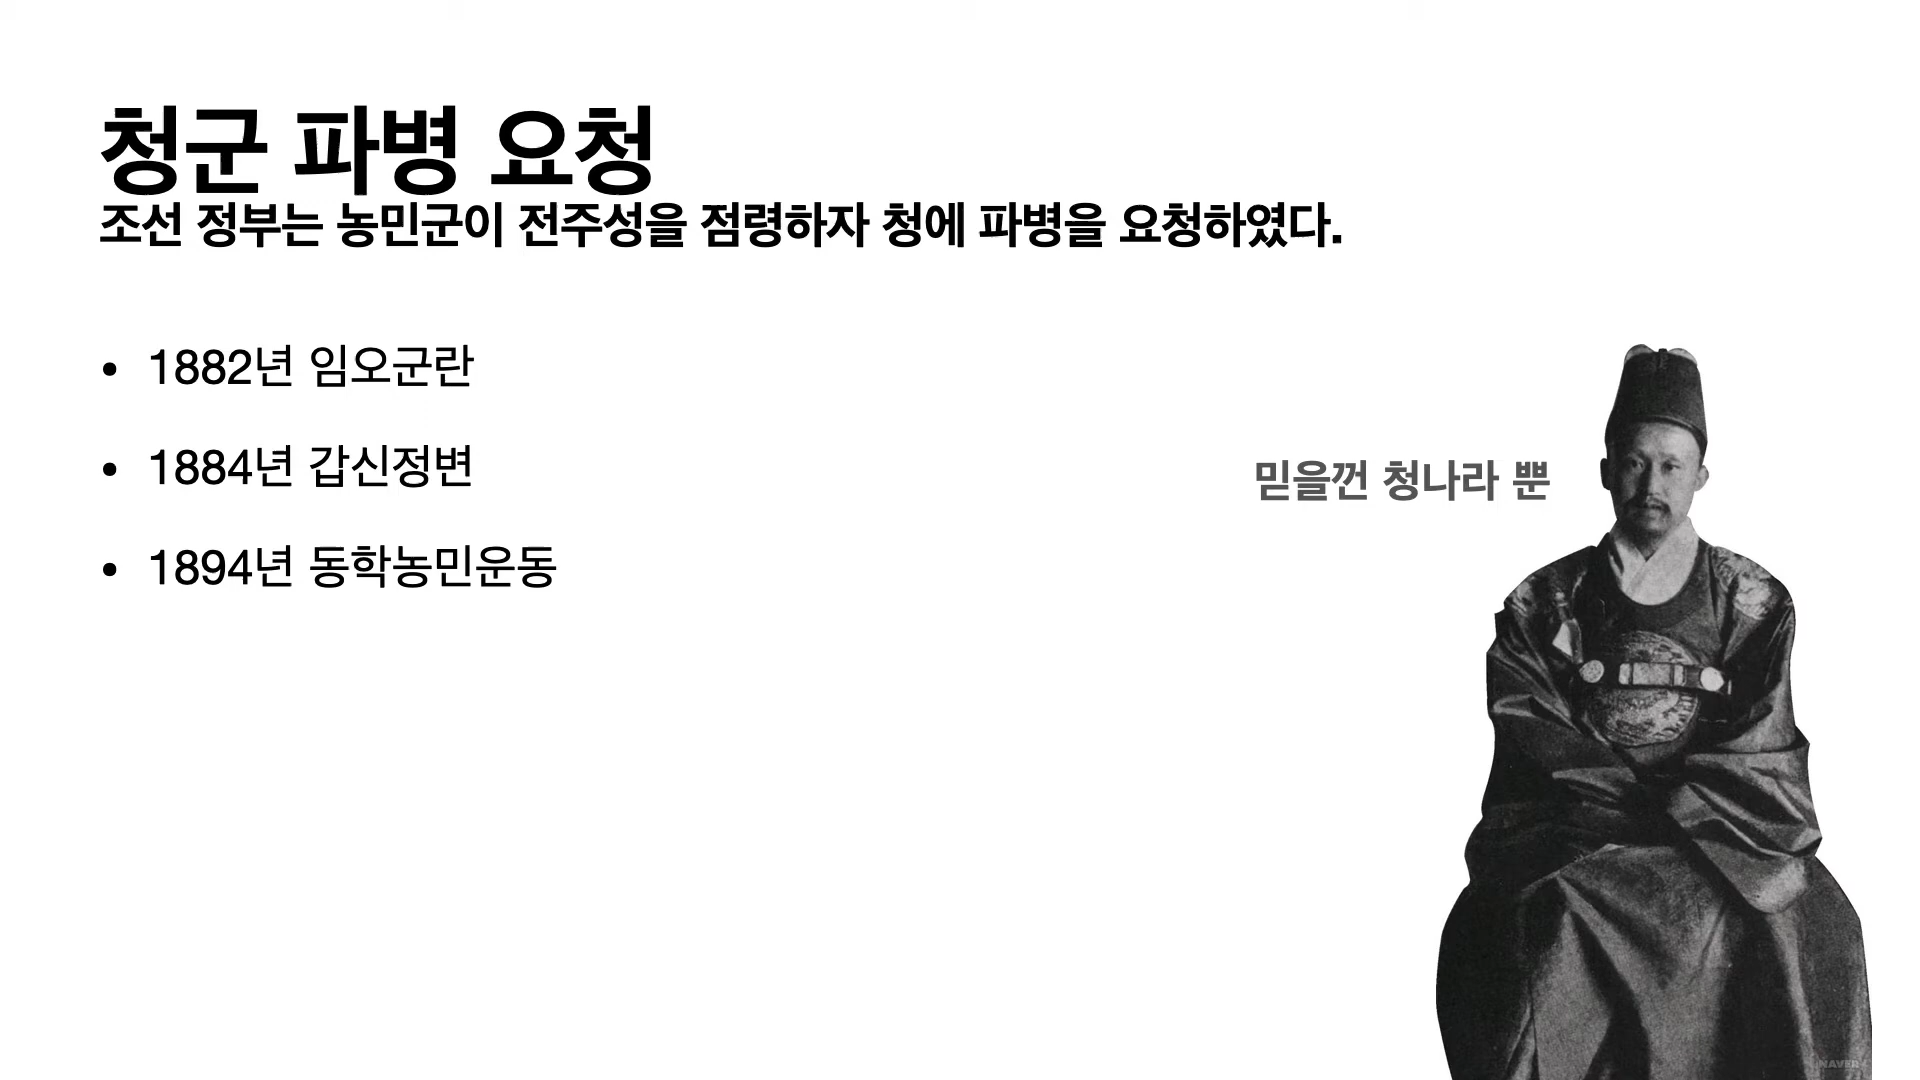 청군 파병 요청
조선 정부는 농민군이 전주성을 점령하자 청에 파병을 요청하였다.
• 1882년 임오군란
• 1884년 갑신정변
믿을껀 청나라 뿐
• 1894년 동학농민운동
NAVER